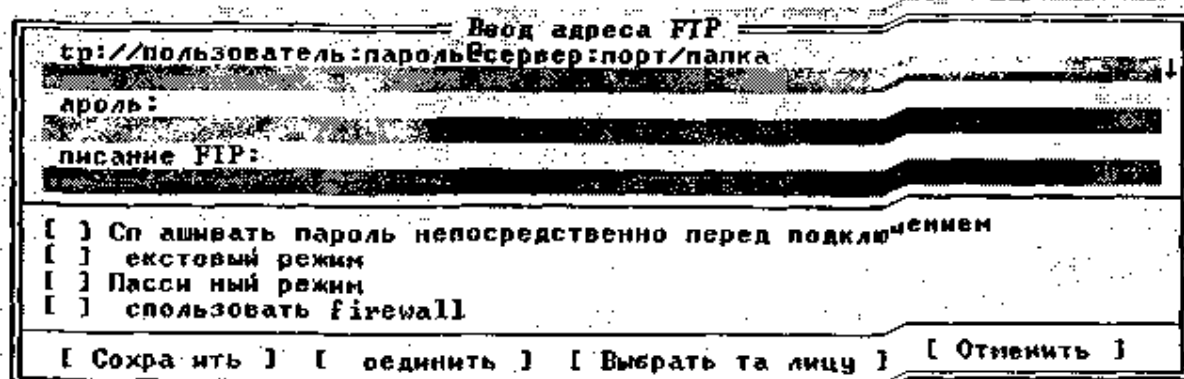 Ввод адреса FTP
tp://пользователь:пароль@сервер:порт/папка
ароль:
писание FTP:
[ ] Сп ашивать пароль непосредственно перед подключением
[ ] екстовый режим
[ ] Пасси ный режим
[ ] спользовать firewall
[ Сохра ить ] [ оединить ] [ Выбрать та лицу ] [ Отменить ]